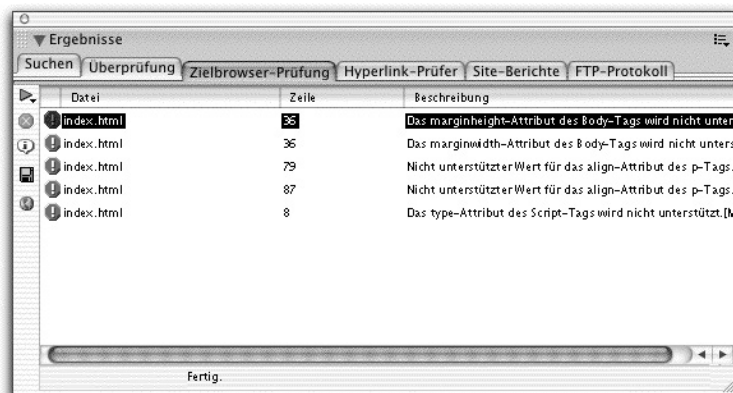 Ergebnisse
Suchen Überprüfung Zielbrowser-Prüfung Hyperlink-Prüfer Site-Berichte FTP-Protokoll
Datei Zeile Beschreibung
index.html 36 Das marginheight-Attribut des Body-Tags wird nicht unter
index.html 36 Das marginwidth-Attribut des Body-Tags wird nicht unters
index.html 79 Nicht unterstützter Wert für das align-Attribut des p-Tags.
index.html 87 Nicht unterstützter Wert für das align-Attribut des p-Tags.
index.html 8 Das type-Attribut des Script-Tags wird nicht unterstützt.[M
Fertig.